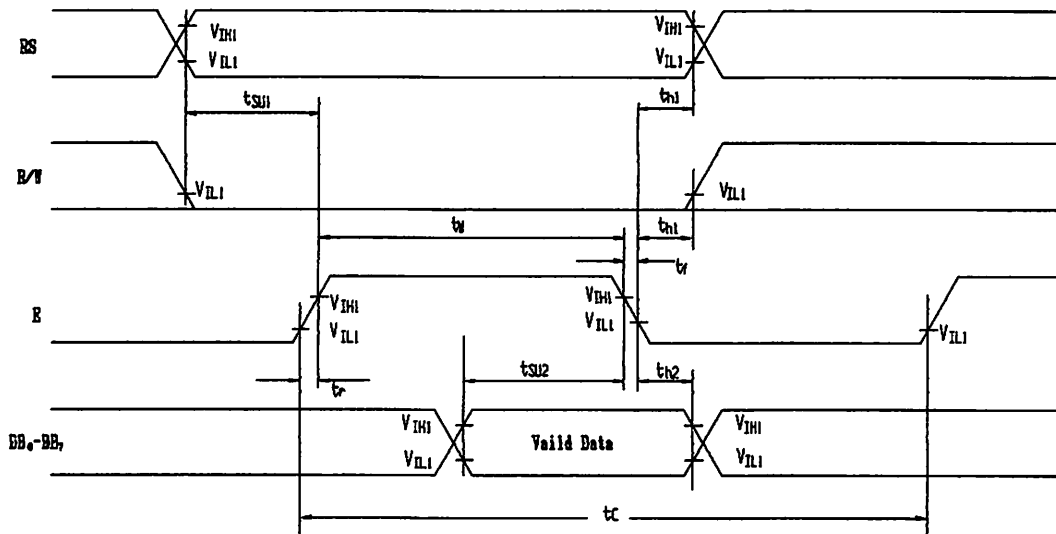 RS
VIH1
VIL1
VIH1
VIL1
tSU1
th1
R/W
VIL1
VIL1
tW
th1
tf
E
VIH1
VIL1
VIH1
VIL1
VIL1
tr
tSU2
th2
DB₀-DB₇
VIH1
VIL1
Vaild Data
VIH1
VIL1
tC